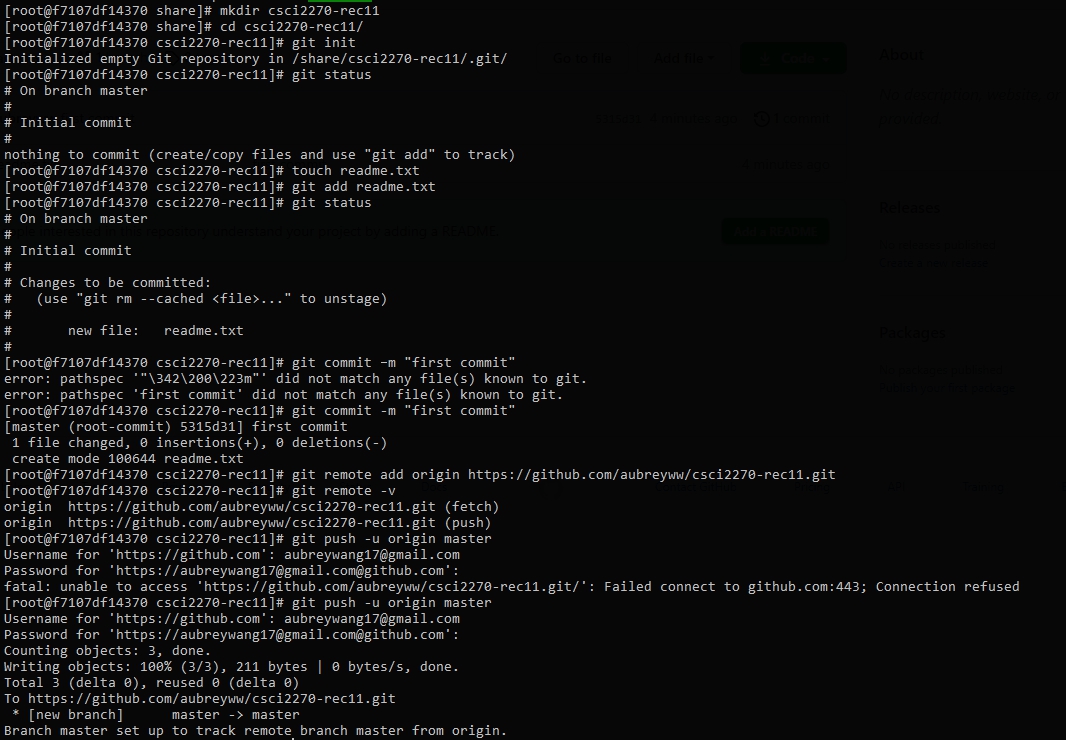 [root@f7107df14370 share]# mkdir csci2270-rec11
[root@f7107df14370 share]# cd csci2270-rec11/
[root@f7107df14370 csci2270-rec11]# git init
Initialized empty Git repository in /share/csci2270-rec11/.git/
[root@f7107df14370 csci2270-rec11]# git status
# On branch master
#
# Initial commit
#
nothing to commit (create/copy files and use "git add" to track)
[root@f7107df14370 csci2270-rec11]# touch readme.txt
[root@f7107df14370 csci2270-rec11]# git add readme.txt
[root@f7107df14370 csci2270-rec11]# git status
# On branch master
#
# Initial commit
#
# Changes to be committed:
#   (use "git rm --cached <file>..." to unstage)
#
#       new file:   readme.txt
#
[root@f7107df14370 csci2270-rec11]# git commit –m "first commit"
error: pathspec '"\342\200\223m"' did not match any file(s) known to git.
error: pathspec 'first commit' did not match any file(s) known to git.
[root@f7107df14370 csci2270-rec11]# git commit -m "first commit"
[master (root-commit) 5315d31] first commit
 1 file changed, 0 insertions(+), 0 deletions(-)
 create mode 100644 readme.txt
[root@f7107df14370 csci2270-rec11]# git remote add origin https://github.com/aubreyww/csci2270-rec11.git
[root@f7107df14370 csci2270-rec11]# git remote -v
origin  https://github.com/aubreyww/csci2270-rec11.git (fetch)
origin  https://github.com/aubreyww/csci2270-rec11.git (push)
[root@f7107df14370 csci2270-rec11]# git push -u origin master
Username for 'https://github.com': aubreywang17@gmail.com
Password for 'https://aubreywang17@gmail.com@github.com':
fatal: unable to access 'https://github.com/aubreyww/csci2270-rec11.git/': Failed connect to github.com:443; Connection refused
[root@f7107df14370 csci2270-rec11]# git push -u origin master
Username for 'https://github.com': aubreywang17@gmail.com
Password for 'https://aubreywang17@gmail.com@github.com':
Counting objects: 3, done.
Writing objects: 100% (3/3), 211 bytes | 0 bytes/s, done.
Total 3 (delta 0), reused 0 (delta 0)
To https://github.com/aubreyww/csci2270-rec11.git
 * [new branch]      master -> master
Branch master set up to track remote branch master from origin.
Go to file
Add file
Code
About
Releases
Packages